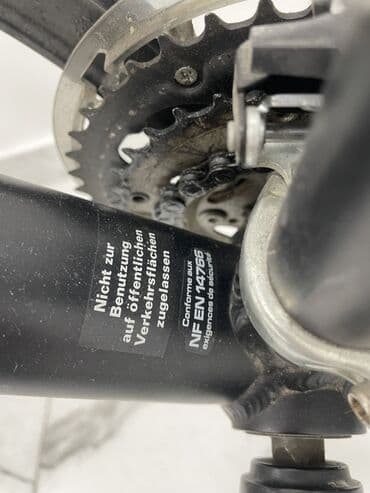 Nicht zur
Benutzung
auf öffentlichen
Verkehrsflächen
zugelassen
Conforme aux
NF EN 14766
exigences de sécurité